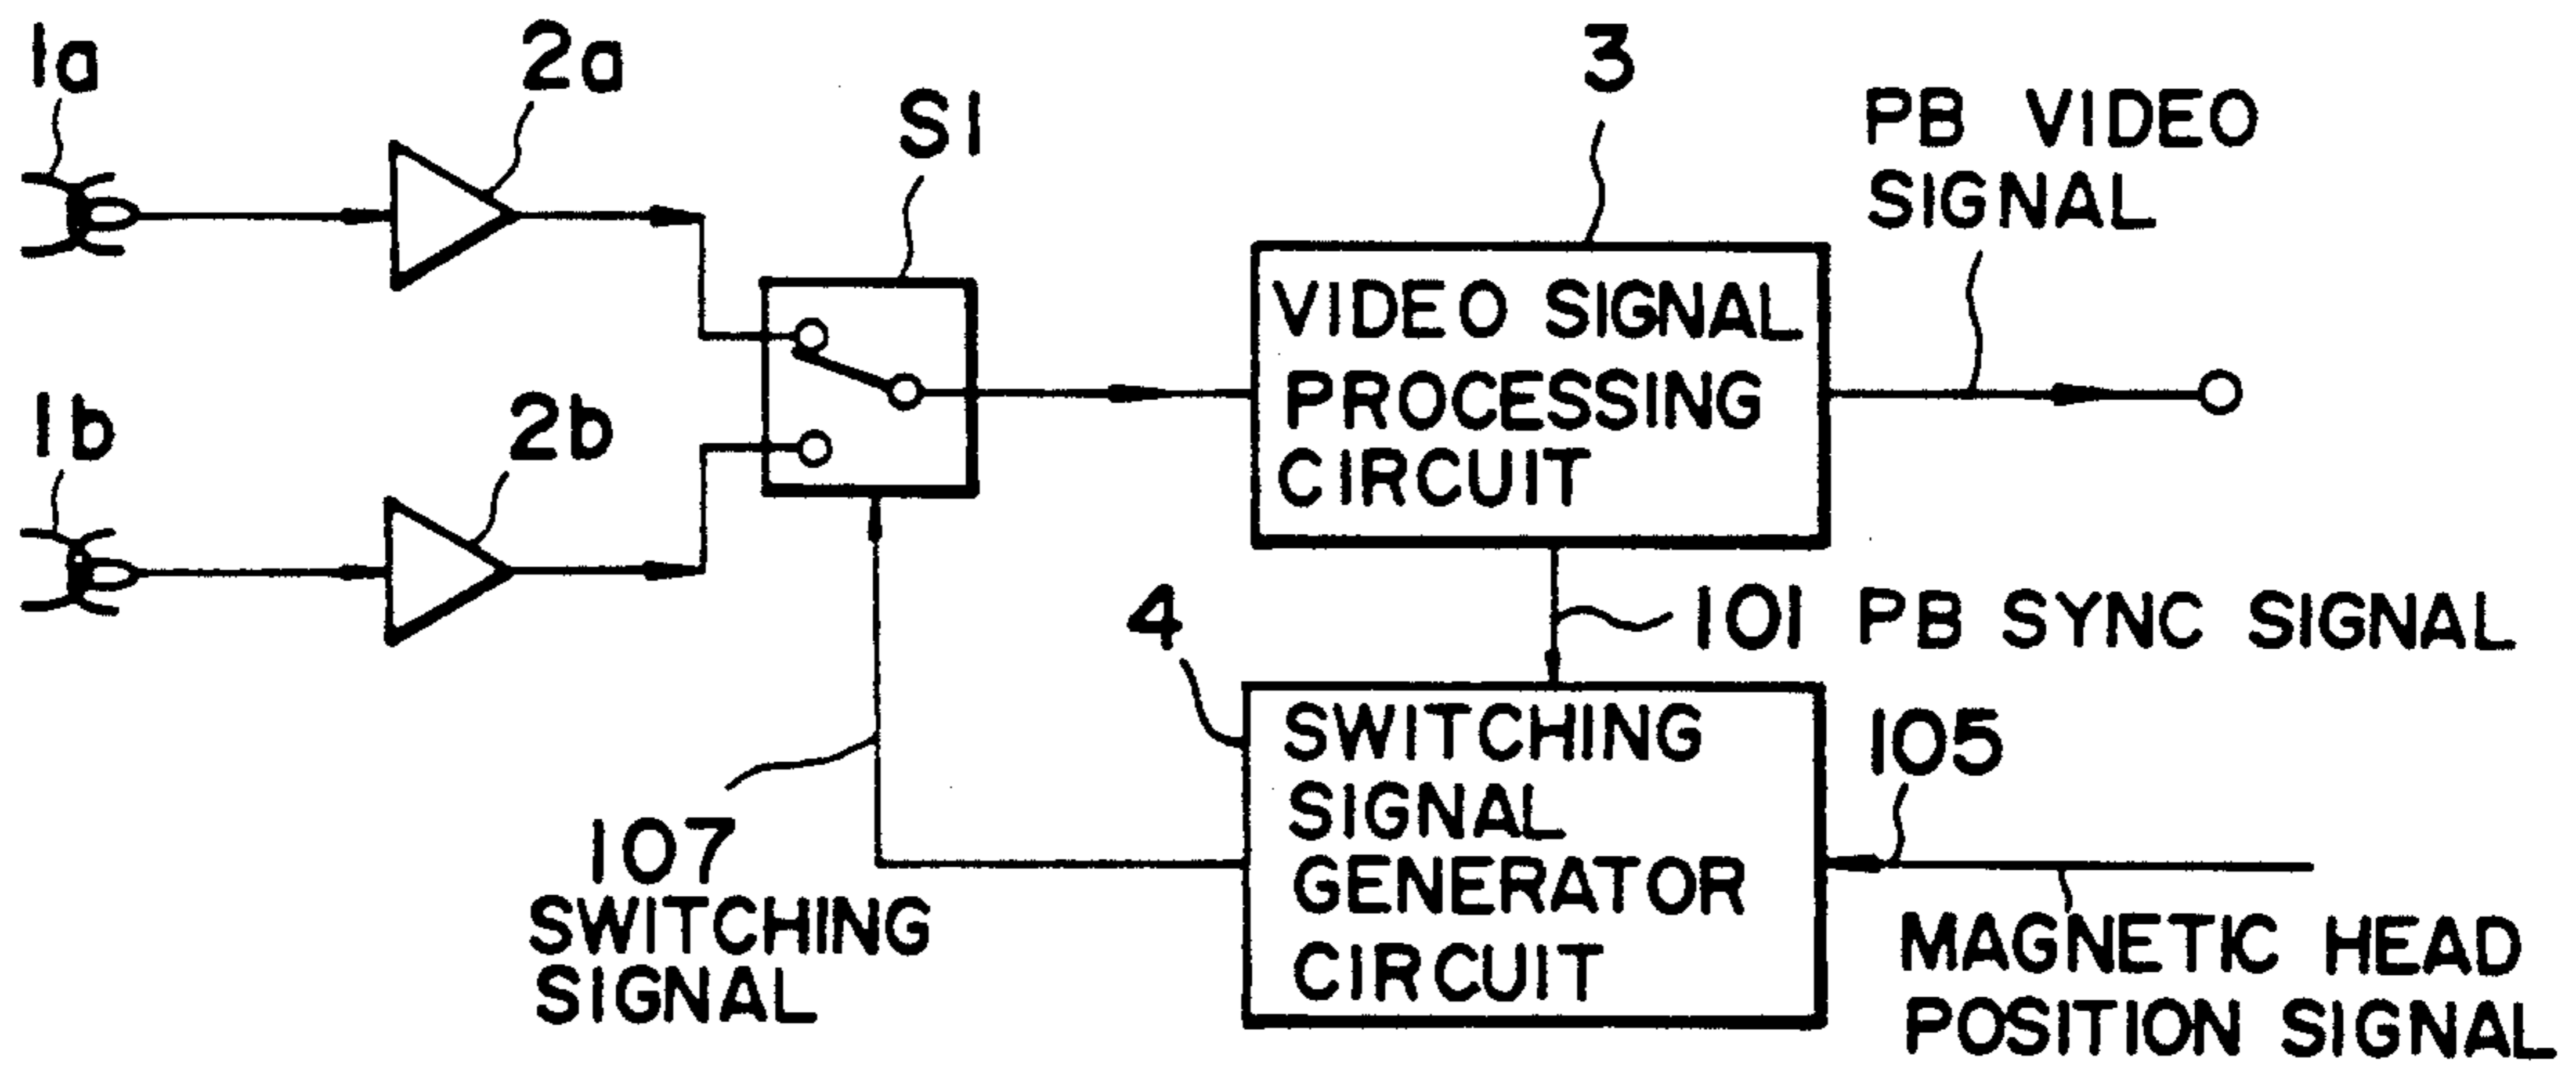 1a
2a
S1
3
PB VIDEO
SIGNAL
VIDEO SIGNAL
PROCESSING
CIRCUIT
1b
2b
101 PB SYNC SIGNAL
4
SWITCHING
SIGNAL
GENERATOR
CIRCUIT
105
107
SWITCHING
SIGNAL
MAGNETIC HEAD
POSITION SIGNAL